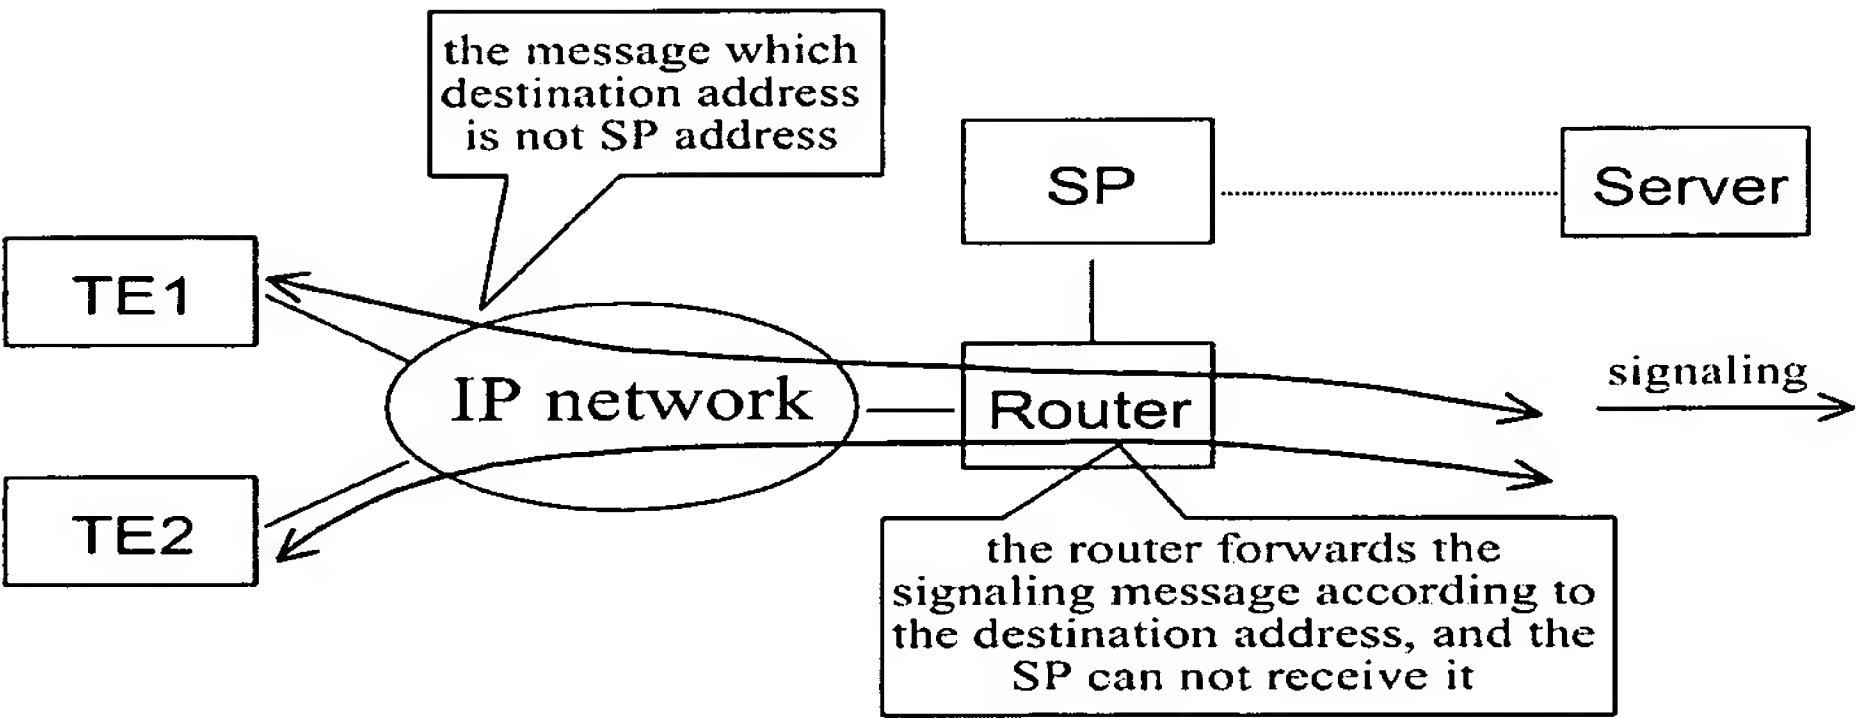 the message which
destination address
is not SP address
SP
Server
TE1
IP network
Router
signaling
TE2
the router forwards the
signaling message according to
the destination address, and the
SP can not receive it